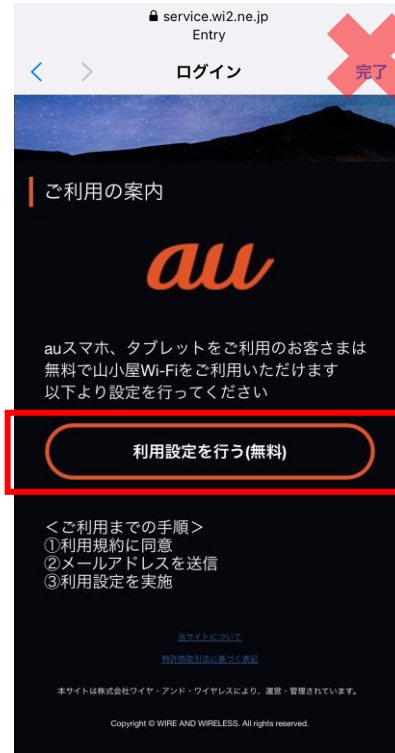 service.wi2.ne.jp
Entry
ログイン
完了
ご利用の案内
au
auスマホ、タブレットをご利用のお客さまは
無料で山小屋Wi-Fiをご利用いただけます
以下より設定を行ってください
利用設定を行う(無料)
＜ご利用までの手順＞
①利用規約に同意
②メールアドレスを送信
③利用設定を実施
当サイトについて
特許商取引法に基づく表記
本サイトは株式会社ワイヤ・アンド・ワイヤレスにより、運営・管理されています。
Copyright © WIRE AND WIRELESS. All rights reserved.